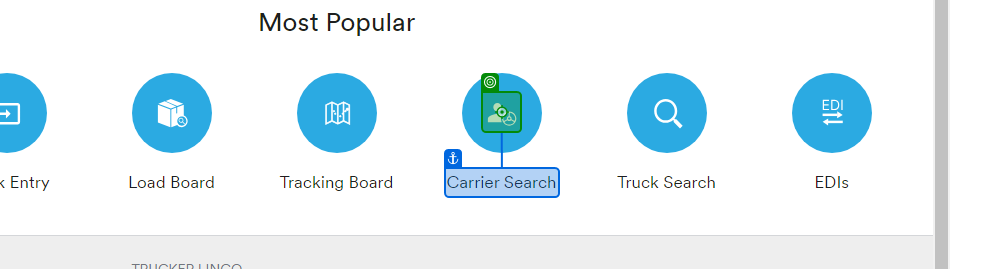 Most Popular
EDI
k Entry
Load Board
Tracking Board
Carrier Search
Truck Search
EDIs
TRUCKER LINGO